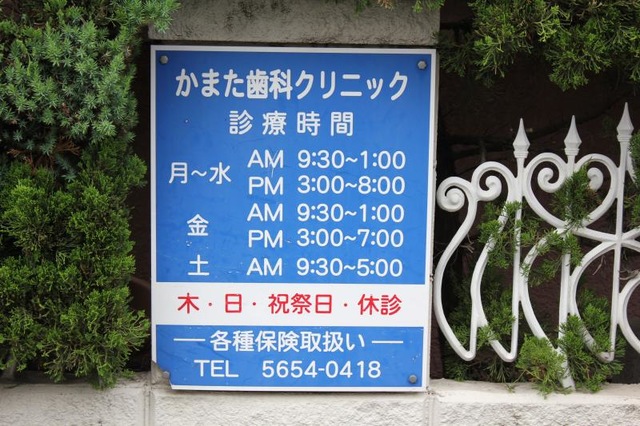 かまた歯科クリニック
診療時間
月～水 AM 9:30~1:00
PM 3:00~8:00
金 AM 9:30~1:00
PM 3:00~7:00
土 AM 9:30~5:00
木・日・祝祭日・休診
― 各種保険取扱い ―
TEL 5654-0418